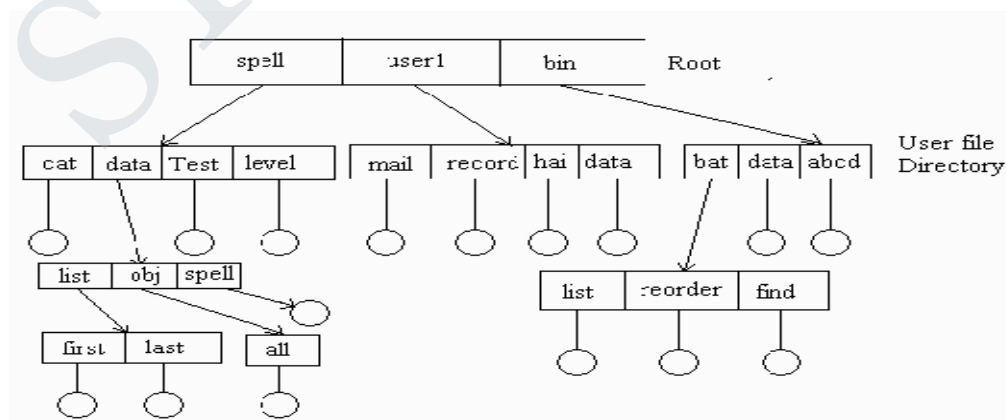 spell user1 bin Root
User file
Directory
cat data Test level mail record hai data bat data abcd
list obj spell
list reorder find
first last all